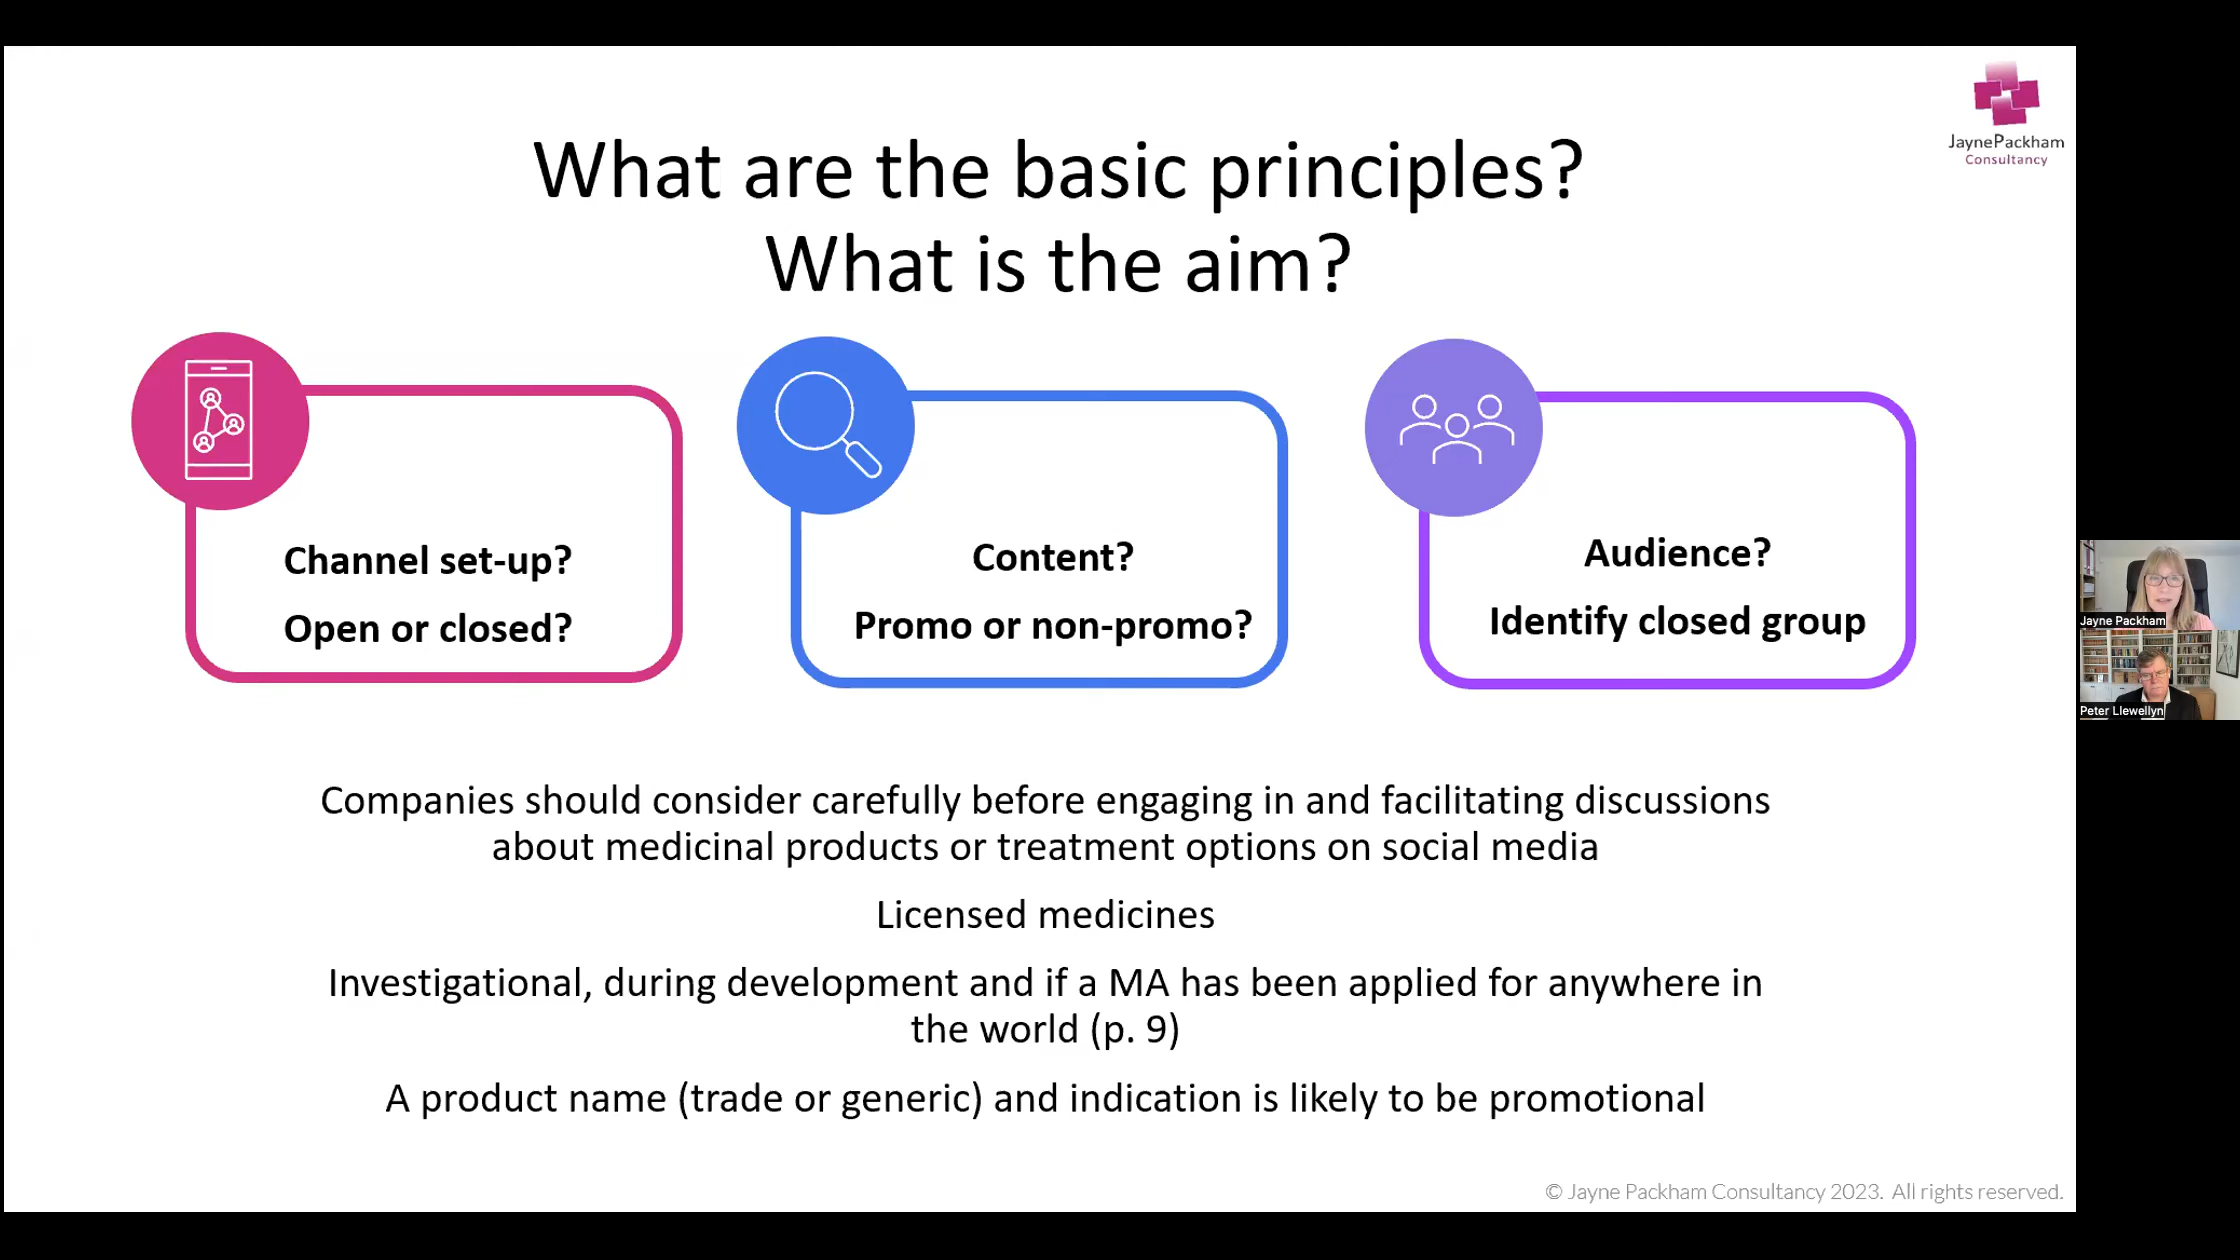 JaynePackham
Consultancy
What are the basic principles?
What is the aim?
Channel set-up?
Open or closed?
Content?
Promo or non-promo?
Audience?
Identify closed group
Jayne Packham
Peter Llewellyn
Companies should consider carefully before engaging in and facilitating discussions
about medicinal products or treatment options on social media
Licensed medicines
Investigational, during development and if a MA has been applied for anywhere in
the world (p. 9)
A product name (trade or generic) and indication is likely to be promotional
© Jayne Packham Consultancy 2023. All rights reserved.